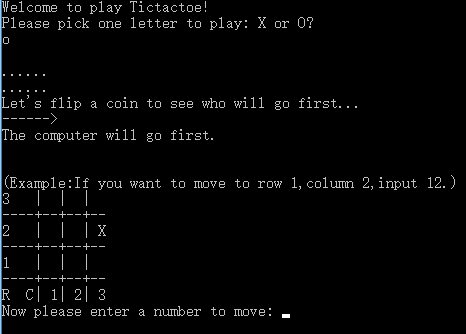 Welcome to play Tictactoe!
Please pick one letter to play: X or O?
o
......
......
Let's flip a coin to see who will go first...
------>
The computer will go first.
(Example:If you want to move to row 1,column 2,input 12.)
3  |  |  |
----+--+--+--
2  |  |  | X
----+--+--+--
1  |  |  |
----+--+--+--
R  C| 1| 2| 3
Now please enter a number to move: _